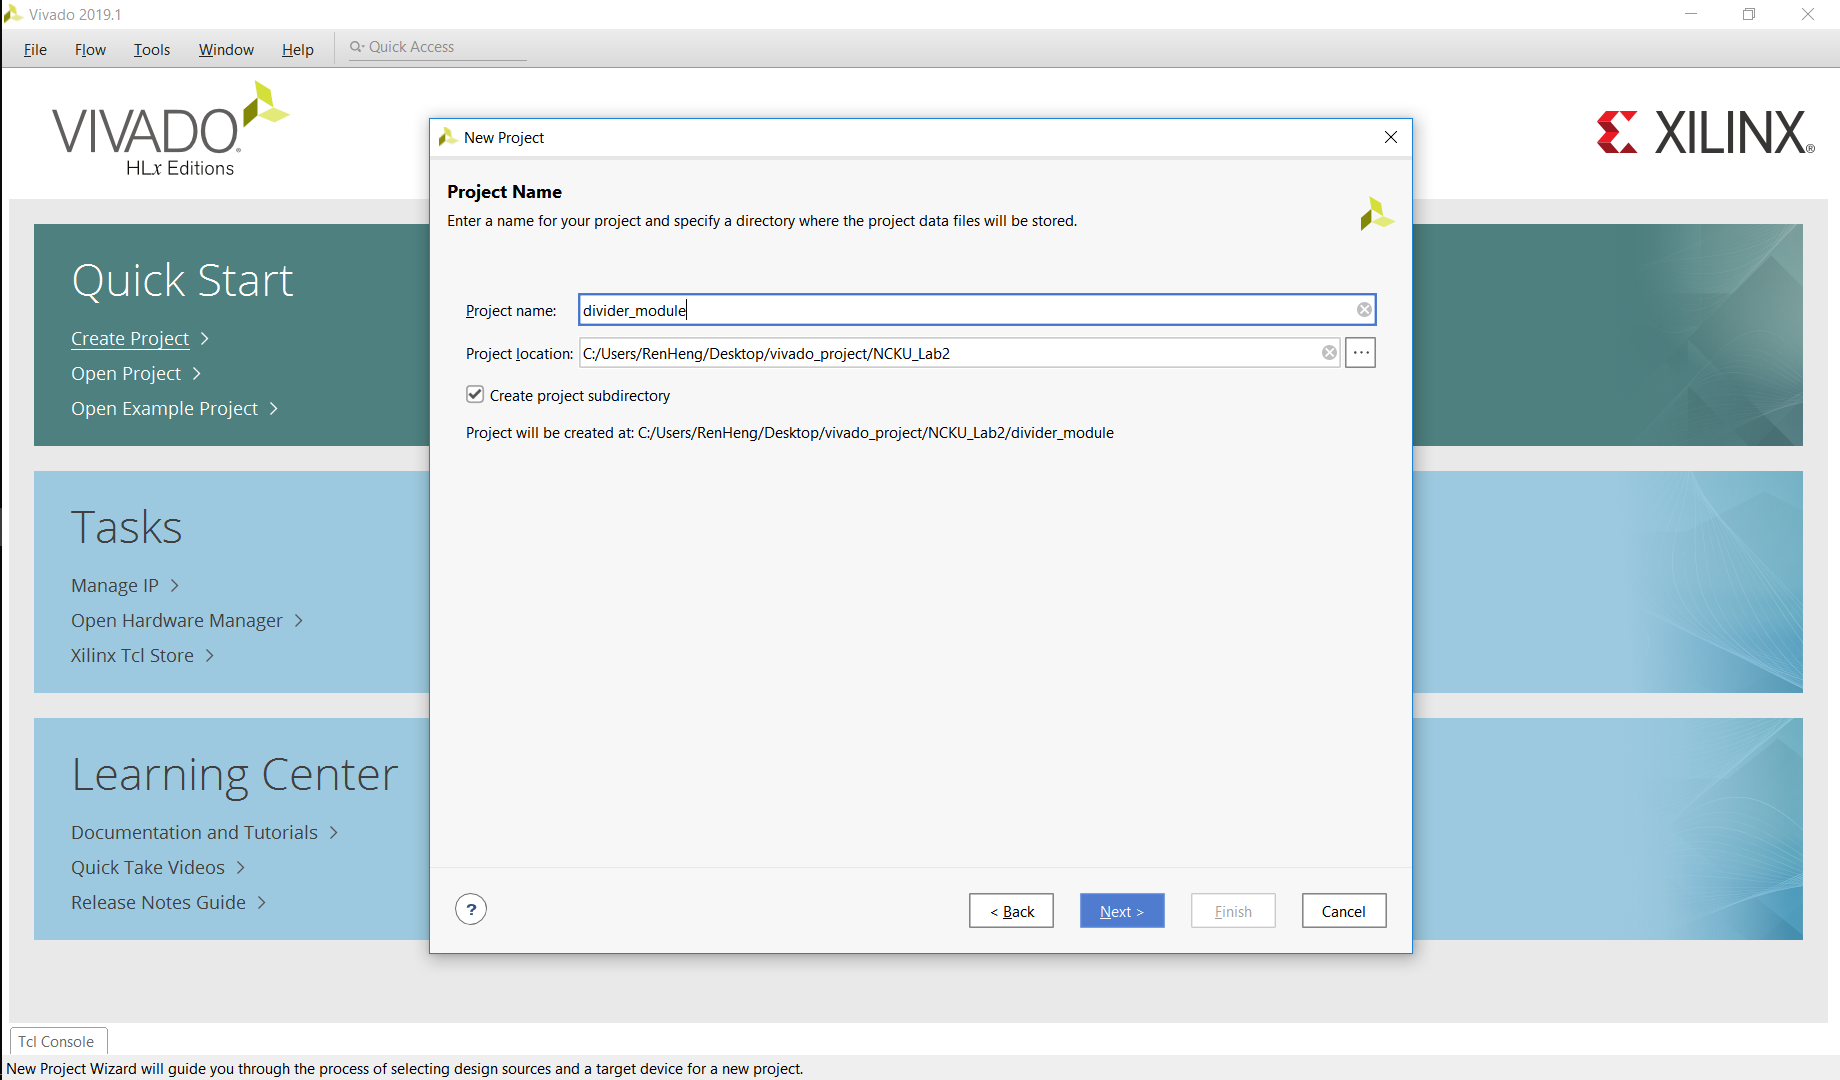 Vivado 2019.1
File Flow Tools Window Help Quick Access
VIVADO.
HLx Editions
XILINX®
New Project
Project Name
Enter a name for your project and specify a directory where the project data files will be stored.
Project name: divider_module
Project location: C:/Users/RenHeng/Desktop/vivado_project/NCKU_Lab2 ...
Create project subdirectory
Project will be created at: C:/Users/RenHeng/Desktop/vivado_project/NCKU_Lab2/divider_module
? < Back Next > Finish Cancel
Quick Start
Create Project >
Open Project >
Open Example Project >
Tasks
Manage IP >
Open Hardware Manager >
Xilinx Tcl Store >
Learning Center
Documentation and Tutorials >
Quick Take Videos >
Release Notes Guide >
Tcl Console
New Project Wizard will guide you through the process of selecting design sources and a target device for a new project.